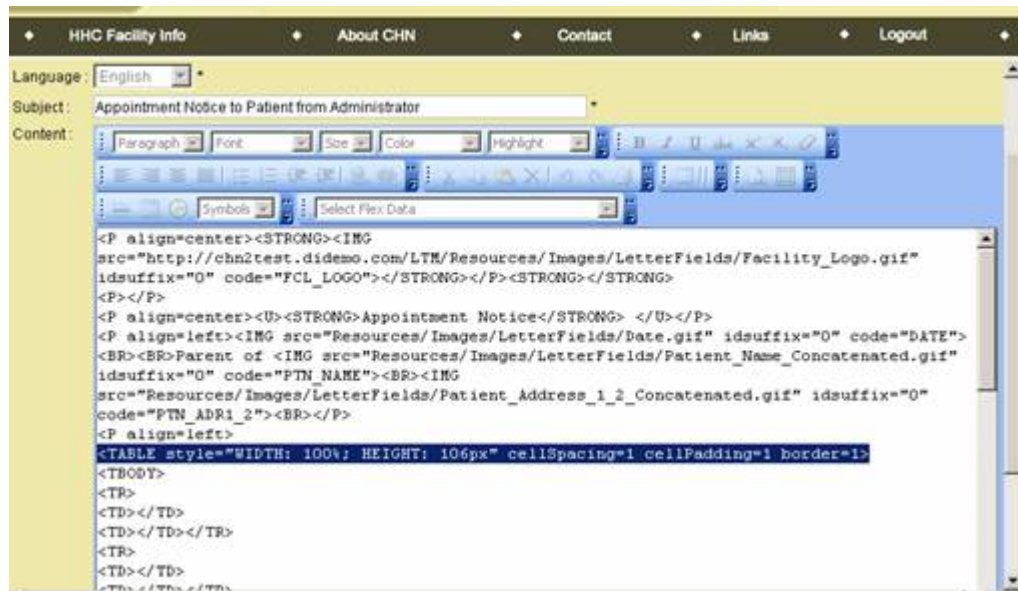 HHC Facility Info About CHN Contact Links Logout
Language : English *
Subject : Appointment Notice to Patient from Administrator *
Content :
Paragraph Font Size Color Highlight B I U abc x² x₂
Symbols Select Flex Data
<P align=center><STRONG><IMG
src="http://chn2test.didemo.com/LTM/Resources/Images/LetterFields/Facility_Logo.gif"
idsuffix="0" code="FCL_LOGO"></STRONG></P><STRONG></STRONG>
<P></P>
<P align=center><U><STRONG>Appointment Notice</STRONG> </U></P>
<P align=left><IMG src="Resources/Images/LetterFields/Date.gif" idsuffix="0" code="DATE">
<BR><BR>Parent of <IMG src="Resources/Images/LetterFields/Patient_Name_Concatenated.gif"
idsuffix="0" code="PTN_NAME"><BR><IMG
src="Resources/Images/LetterFields/Patient_Address_1_2_Concatenated.gif" idsuffix="0"
code="PTN_ADR1_2"><BR></P>
<P align=left>
<TABLE style="WIDTH: 100%; HEIGHT: 106px" cellSpacing=1 cellPadding=1 border=1>
<TBODY>
<TR>
<TD></TD>
<TD></TD></TR>
<TR>
<TD></TD>
<TD></TD></TR>